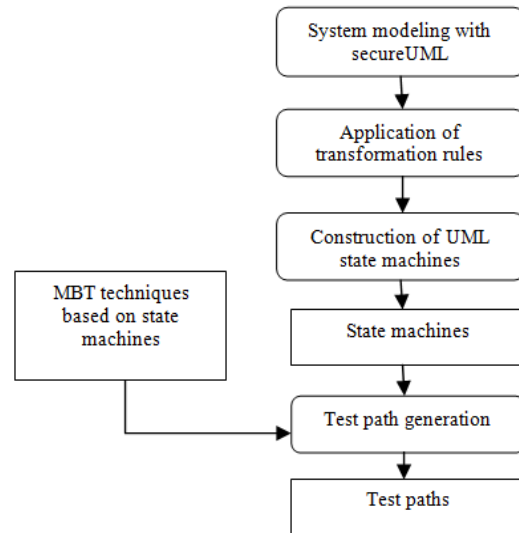 System modeling with
secureUML
Application of
transformation rules
Construction of UML
state machines
MBT techniques
based on state
machines
State machines
Test path generation
Test paths